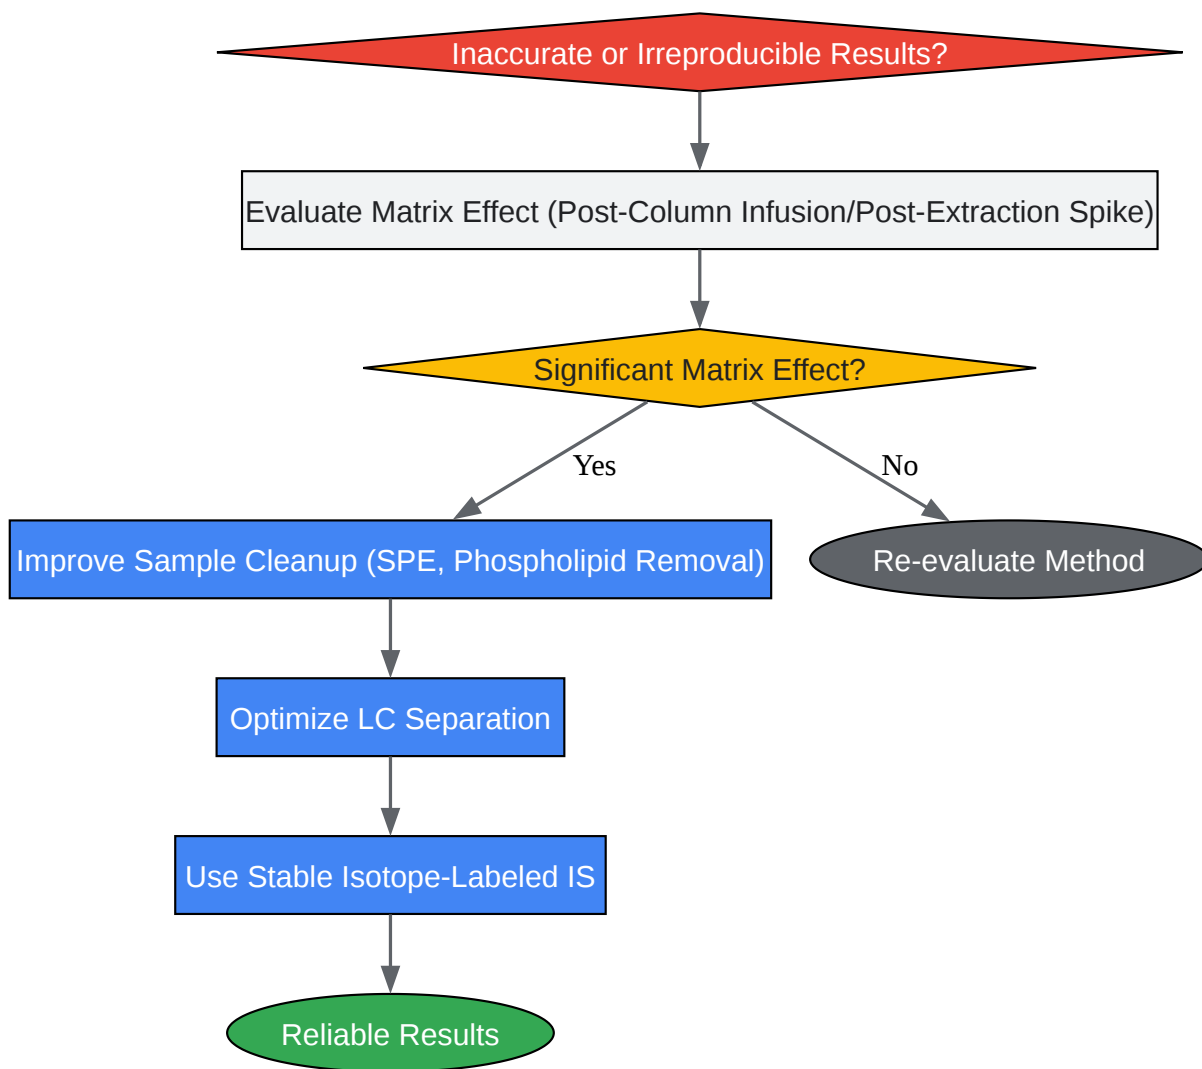 Inaccurate or Irreproducible Results?
Evaluate Matrix Effect (Post-Column Infusion/Post-Extraction Spike)
Significant Matrix Effect?
Yes
No
Improve Sample Cleanup (SPE, Phospholipid Removal)
Re-evaluate Method
Optimize LC Separation
Use Stable Isotope-Labeled IS
Reliable Results